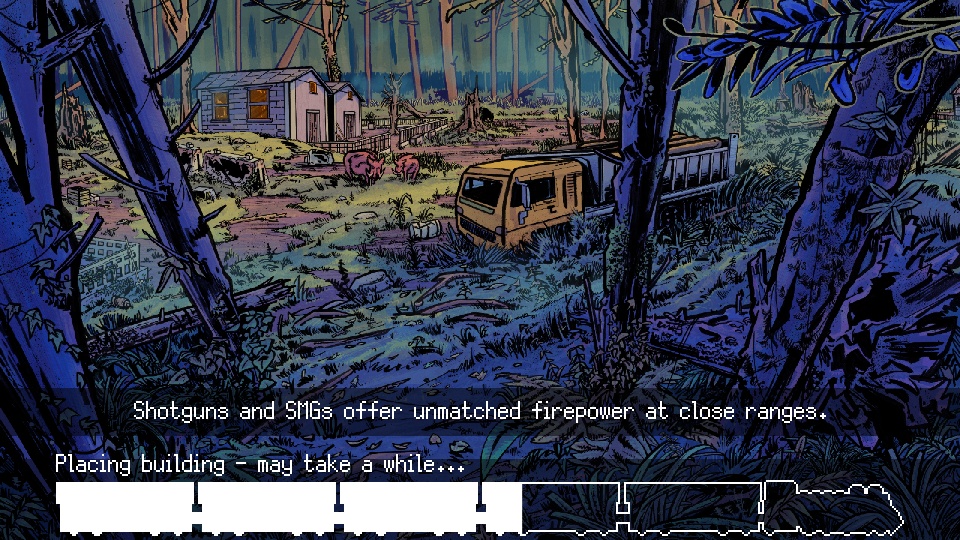 Shotguns and SMGs offer unmatched firepower at close ranges.
Placing building - may take a while...